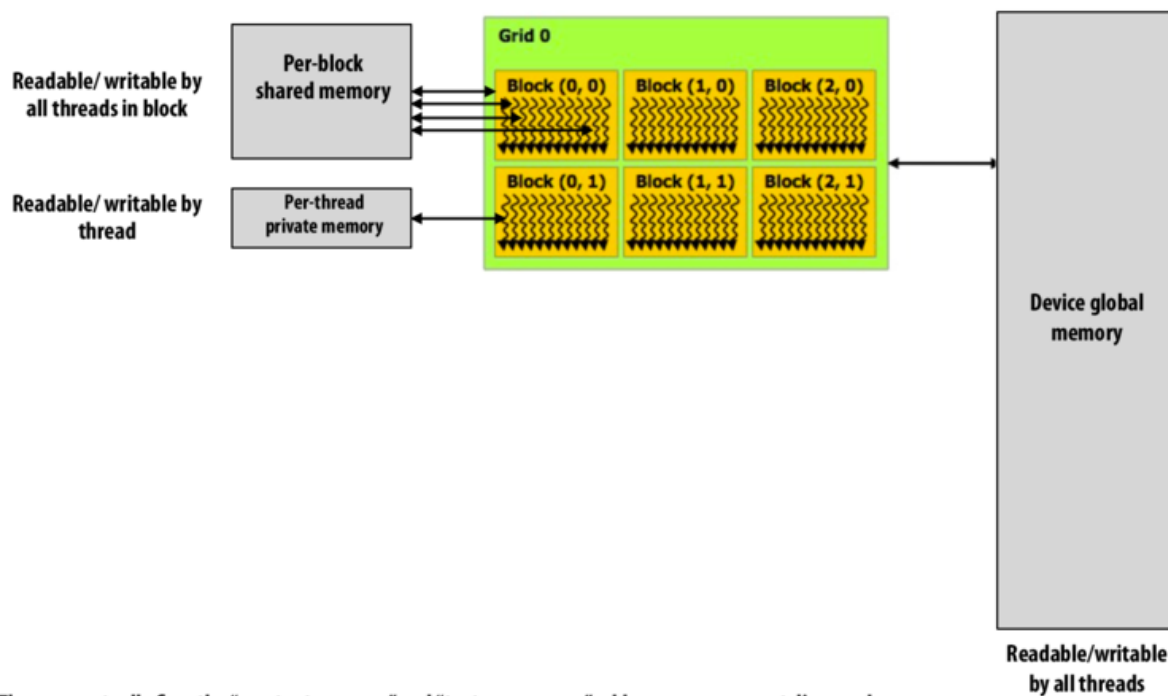 Grid 0
Per-block
shared memory
Readable/ writable by
all threads in block
Block (0, 0)
Block (1, 0)
Block (2, 0)
Block (0, 1)
Block (1, 1)
Block (2, 1)
Readable/ writable by
thread
Per-thread
private memory
Device global
memory
Readable/writable
by all threads